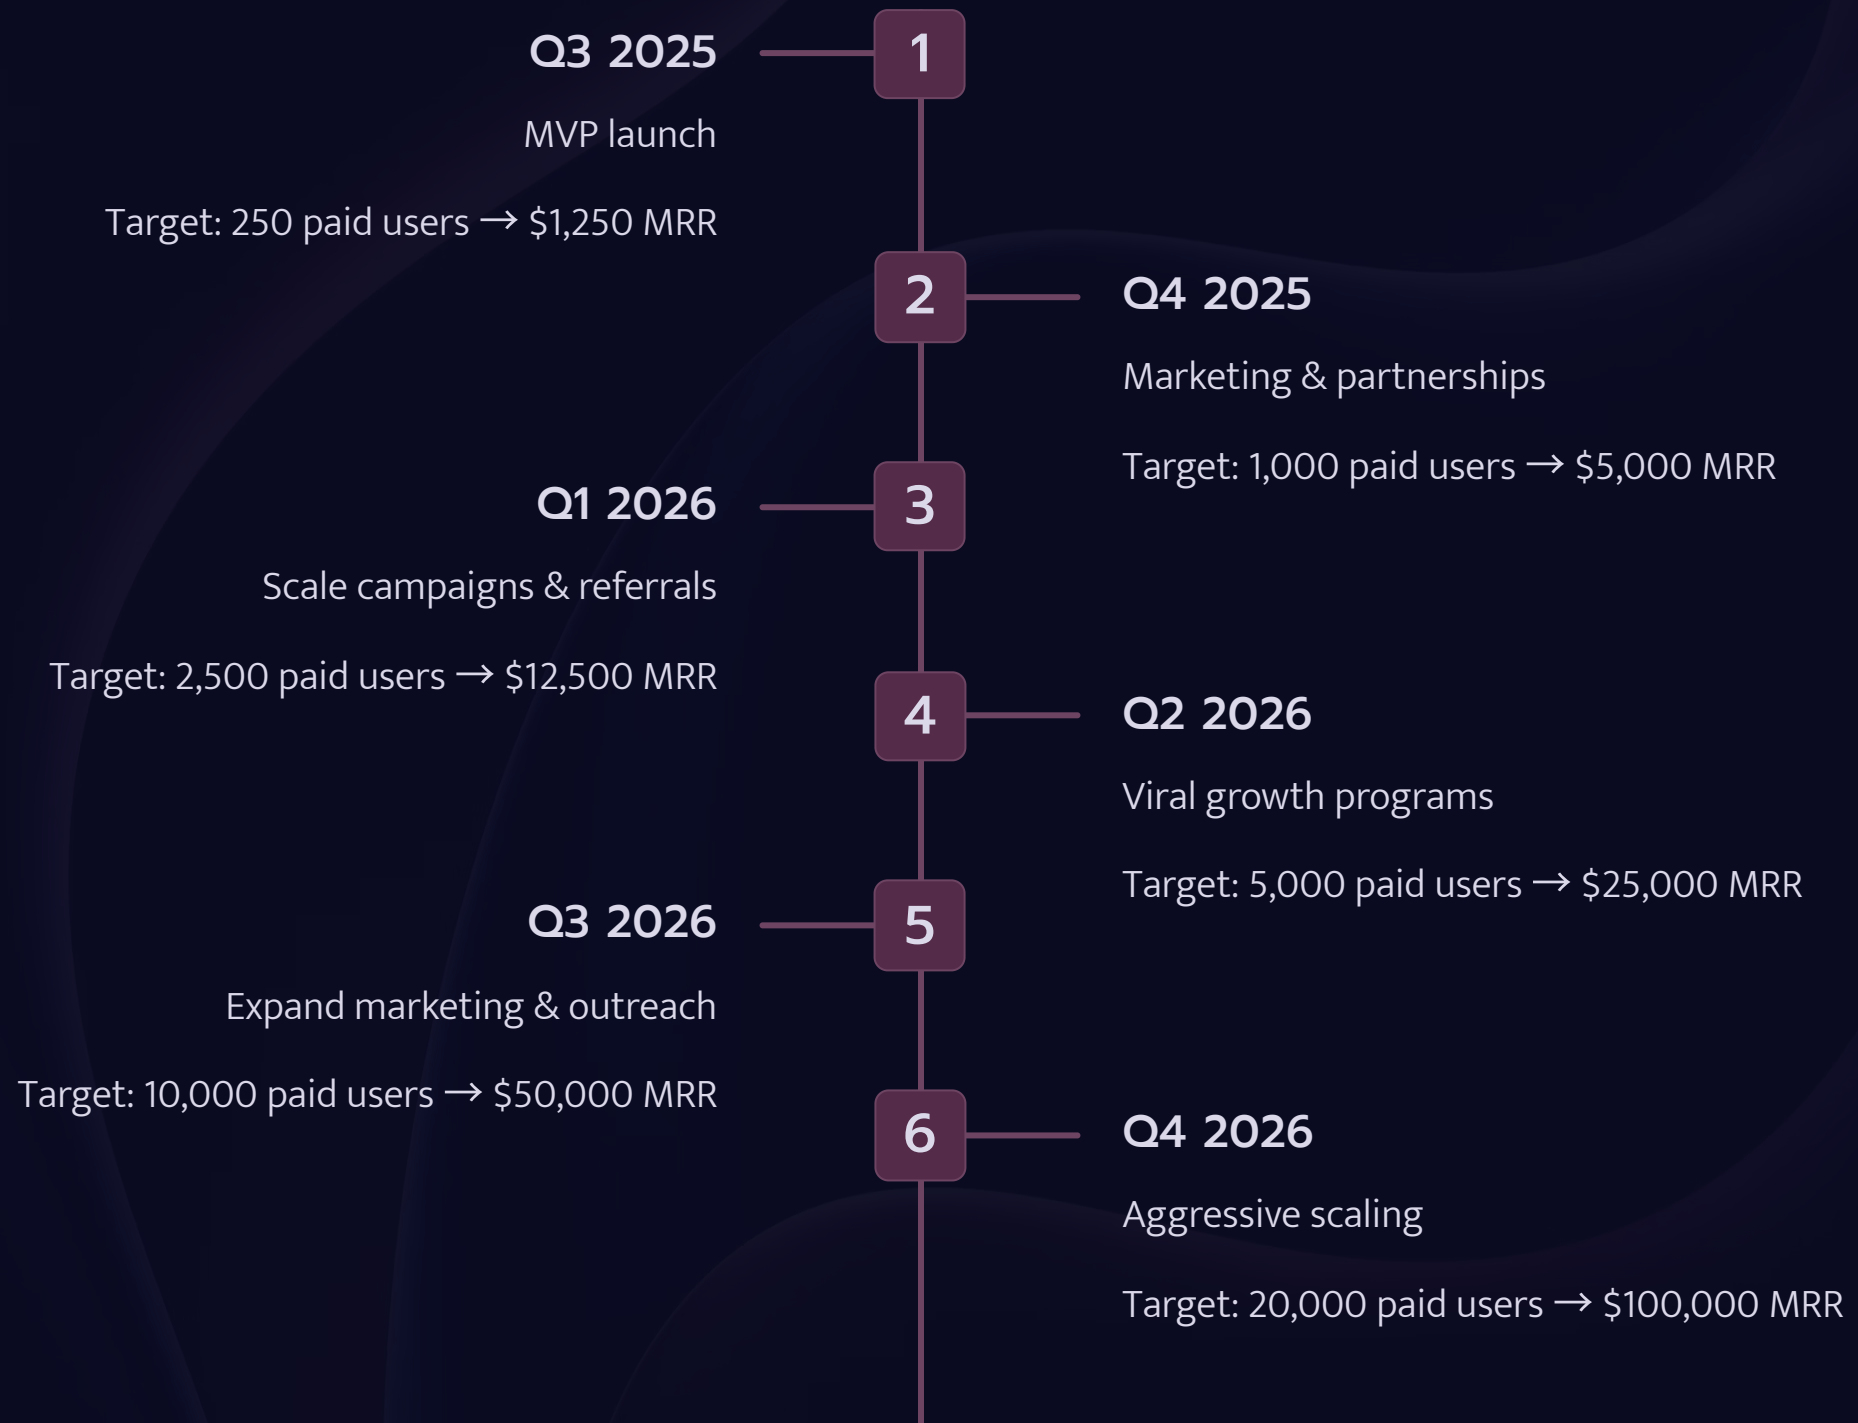 1
Q3 2025
MVP launch
Target: 250 paid users → $1,250 MRR
2
Q4 2025
Marketing & partnerships
Target: 1,000 paid users → $5,000 MRR
3
Q1 2026
Scale campaigns & referrals
Target: 2,500 paid users → $12,500 MRR
4
Q2 2026
Viral growth programs
Target: 5,000 paid users → $25,000 MRR
5
Q3 2026
Expand marketing & outreach
Target: 10,000 paid users → $50,000 MRR
6
Q4 2026
Aggressive scaling
Target: 20,000 paid users → $100,000 MRR